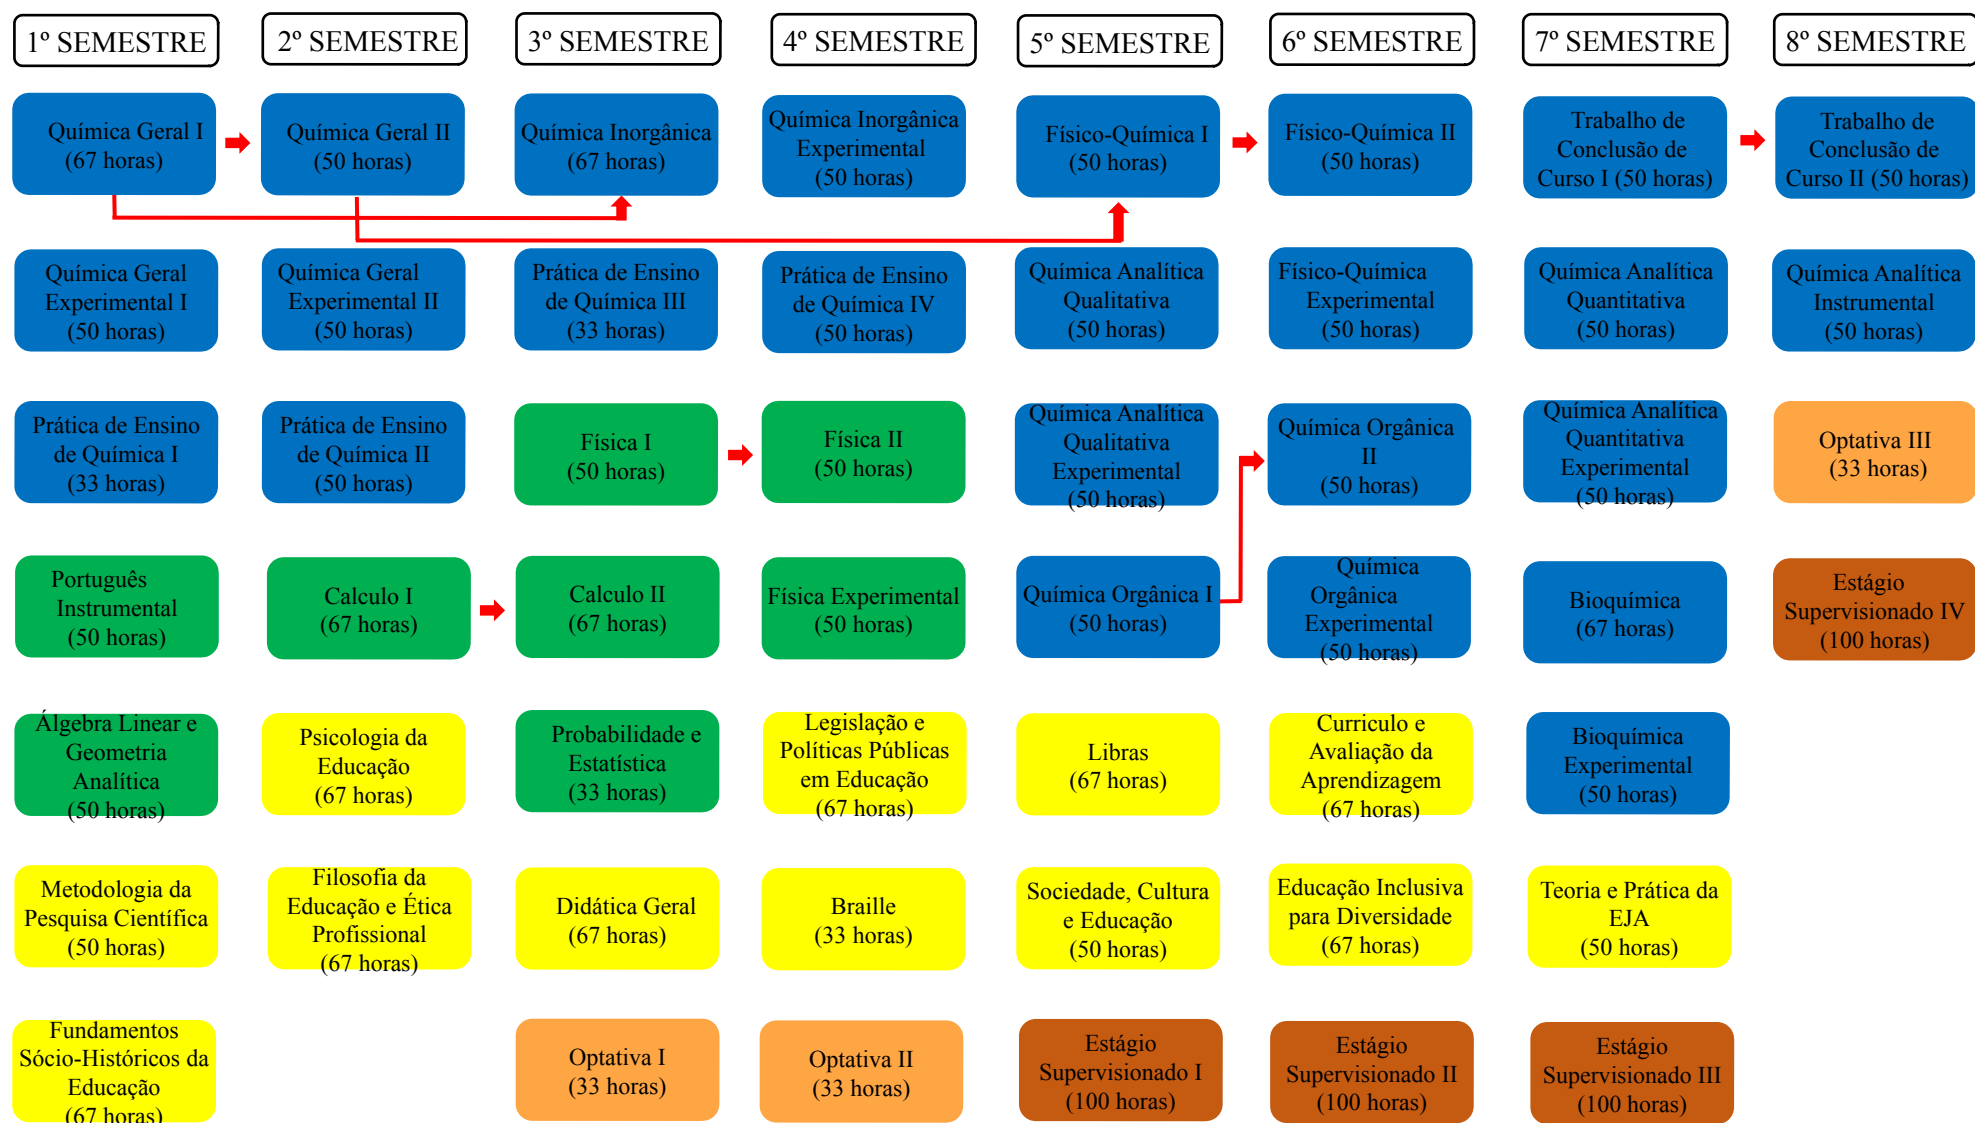 1º SEMESTRE
2º SEMESTRE
3º SEMESTRE
4º SEMESTRE
5º SEMESTRE
6º SEMESTRE
7º SEMESTRE
8º SEMESTRE
Química Geral I
(67 horas)
Química Geral II
(50 horas)
Química Inorgânica
(67 horas)
Química Inorgânica
Experimental
(50 horas)
Físico-Química I
(50 horas)
Físico-Química II
(50 horas)
Trabalho de
Conclusão de
Curso I (50 horas)
Trabalho de
Conclusão de
Curso II (50 horas)
Química Geral
Experimental I
(50 horas)
Química Geral
Experimental II
(50 horas)
Prática de Ensino
de Química III
(33 horas)
Prática de Ensino
de Química IV
(50 horas)
Química Analítica
Qualitativa
(50 horas)
Físico-Química
Experimental
(50 horas)
Química Analítica
Quantitativa
(50 horas)
Química Analítica
Instrumental
(50 horas)
Prática de Ensino
de Química I
(33 horas)
Prática de Ensino
de Química II
(50 horas)
Física I
(50 horas)
Física II
(50 horas)
Química Analítica
Qualitativa
Experimental
(50 horas)
Química Orgânica
II
(50 horas)
Química Analítica
Quantitativa
Experimental
(50 horas)
Optativa III
(33 horas)
Português
Instrumental
(50 horas)
Calculo I
(67 horas)
Calculo II
(67 horas)
Física Experimental
(50 horas)
Química Orgânica I
(50 horas)
Química
Orgânica
Experimental
(50 horas)
Bioquímica
(67 horas)
Estágio
Supervisionado IV
(100 horas)
Álgebra Linear e
Geometria
Analítica
(50 horas)
Psicologia da
Educação
(67 horas)
Probabilidade e
Estatística
(33 horas)
Legislação e
Políticas Públicas
em Educação
(67 horas)
Libras
(67 horas)
Curriculo e
Avaliação da
Aprendizagem
(67 horas)
Bioquímica
Experimental
(50 horas)
Metodologia da
Pesquisa Científica
(50 horas)
Filosofia da
Educação e Ética
Profissional
(67 horas)
Didática Geral
(67 horas)
Braille
(33 horas)
Sociedade, Cultura
e Educação
(50 horas)
Educação Inclusiva
para Diversidade
(67 horas)
Teoria e Prática da
EJA
(50 horas)
Fundamentos
Sócio-Históricos da
Educação
(67 horas)
Optativa I
(33 horas)
Optativa II
(33 horas)
Estágio
Supervisionado I
(100 horas)
Estágio
Supervisionado II
(100 horas)
Estágio
Supervisionado III
(100 horas)